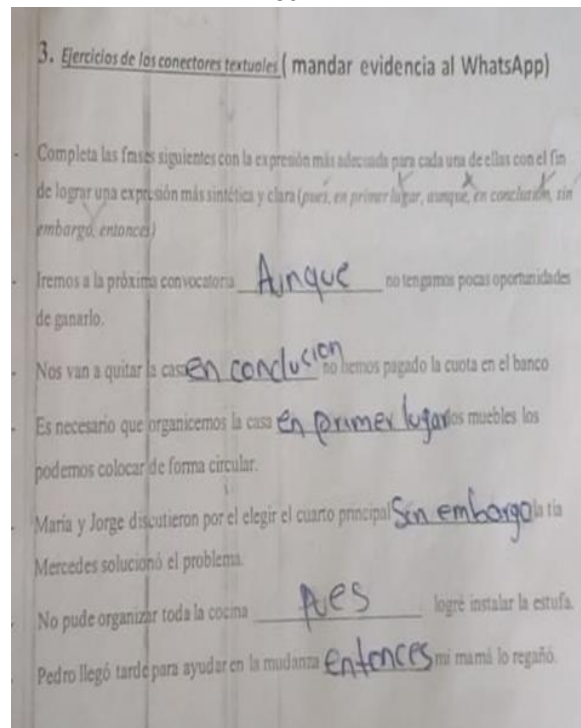 3. Ejercicios de los conectores textuales ( mandar evidencia al WhatsApp)
- Completa las frases siguientes con la expresión más adecuada para cada una de ellas con el fin
de lograr una expresión más sintética y clara (pues, en primer lugar, aunque, en conclusión, sin
embargo, entonces)
- Iremos a la próxima convocatoria Aunque no tengamos pocas oportunidades
de ganarlo.
- Nos van a quitar la casa en conclusion no hemos pagado la cuota en el banco
- Es necesario que organicemos la casa en primer lugar los muebles los
podemos colocar de forma circular.
- María y Jorge discutieron por el elegir el cuarto principal Sin embargo la tía
Mercedes solucionó el problema.
- No pude organizar toda la cocina Pues logré instalar la estufa.
- Pedro llegó tarde para ayudar en la mudanza entonces mi mamá lo regañó.